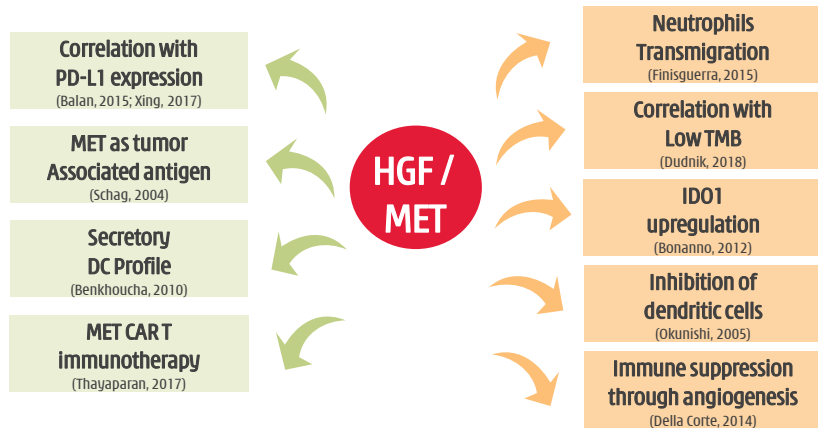 Correlation with
PD-L1 expression
(Balan, 2015; Xing, 2017)
MET as tumor
Associated antigen
(Schag, 2004)
Secretory
DC Profile
(Benkhoucha, 2010)
MET CAR T
immunotherapy
(Thayaparan, 2017)
HGF /
MET
Neutrophils
Transmigration
(Finisguerra, 2015)
Correlation with
Low TMB
(Dudnik, 2018)
IDO1
upregulation
(Bonanno, 2012)
Inhibition of
dendritic cells
(Okunishi, 2005)
Immune suppression
through angiogenesis
(Della Corte, 2014)